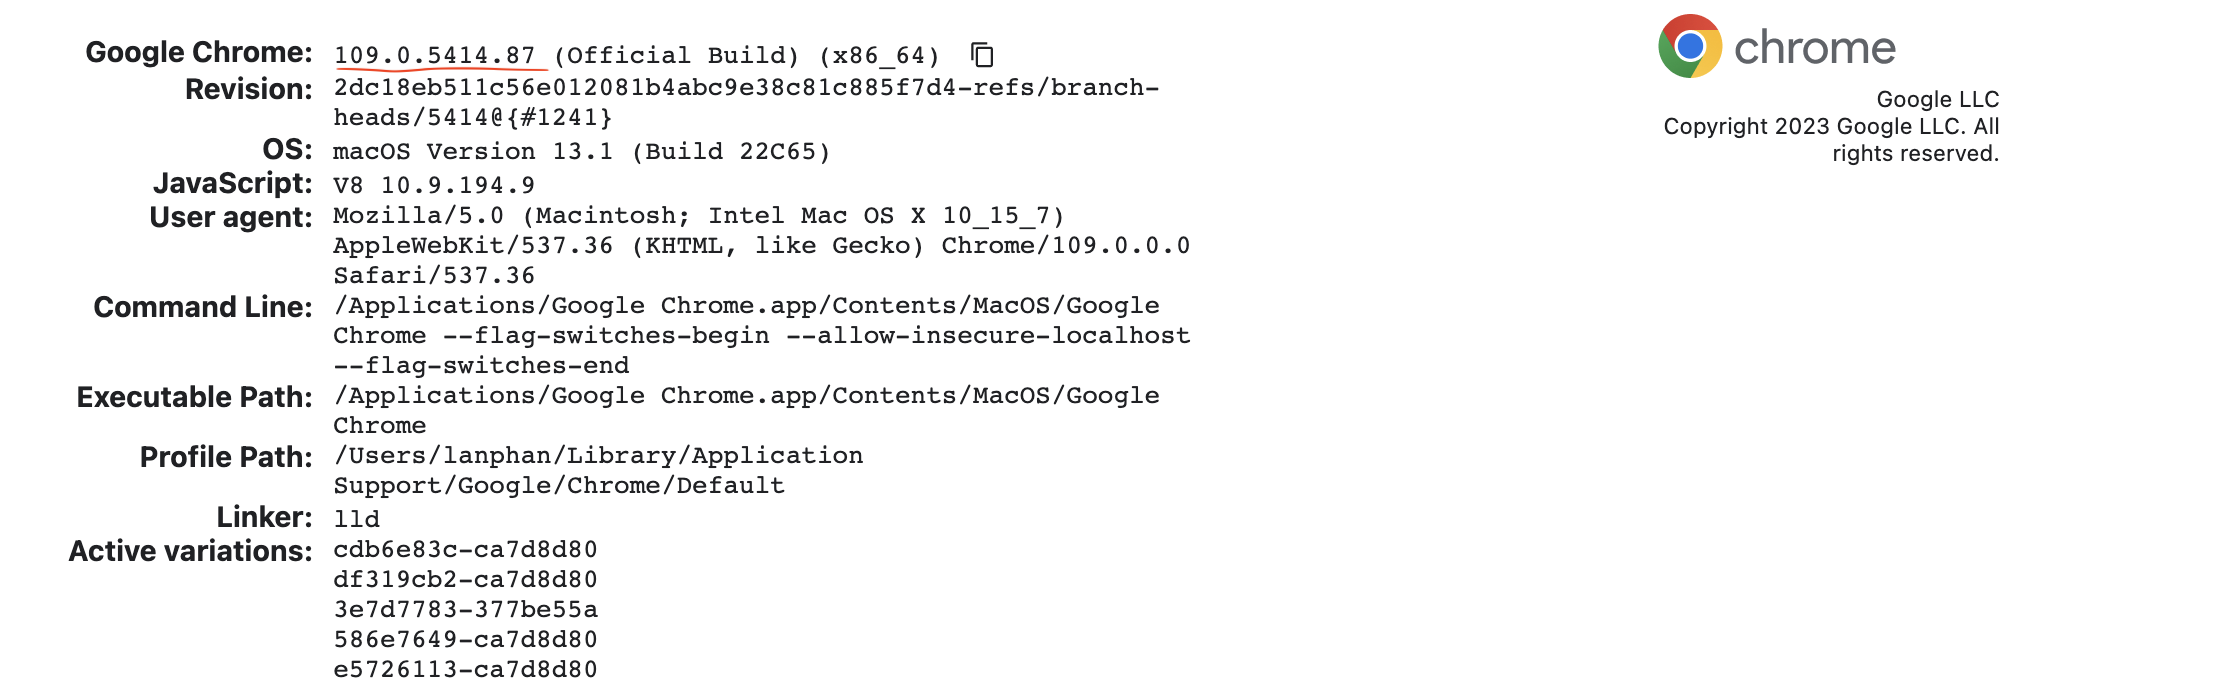 Google Chrome: 109.0.5414.87 (Official Build) (x86_64)
Revision: 2dc18eb511c56e012081b4abc9e38c81c885f7d4-refs/branch-
heads/5414@{#1241}
OS: macOS Version 13.1 (Build 22C65)
JavaScript: V8 10.9.194.9
User agent: Mozilla/5.0 (Macintosh; Intel Mac OS X 10_15_7)
AppleWebKit/537.36 (KHTML, like Gecko) Chrome/109.0.0.0
Safari/537.36
Command Line: /Applications/Google Chrome.app/Contents/MacOS/Google
Chrome --flag-switches-begin --allow-insecure-localhost
--flag-switches-end
Executable Path: /Applications/Google Chrome.app/Contents/MacOS/Google
Chrome
Profile Path: /Users/lanphan/Library/Application
Support/Google/Chrome/Default
Linker: lld
Active variations: cdb6e83c-ca7d8d80
df319cb2-ca7d8d80
3e7d7783-377be55a
586e7649-ca7d8d80
e5726113-ca7d8d80
chrome
Google LLC
Copyright 2023 Google LLC. All
rights reserved.